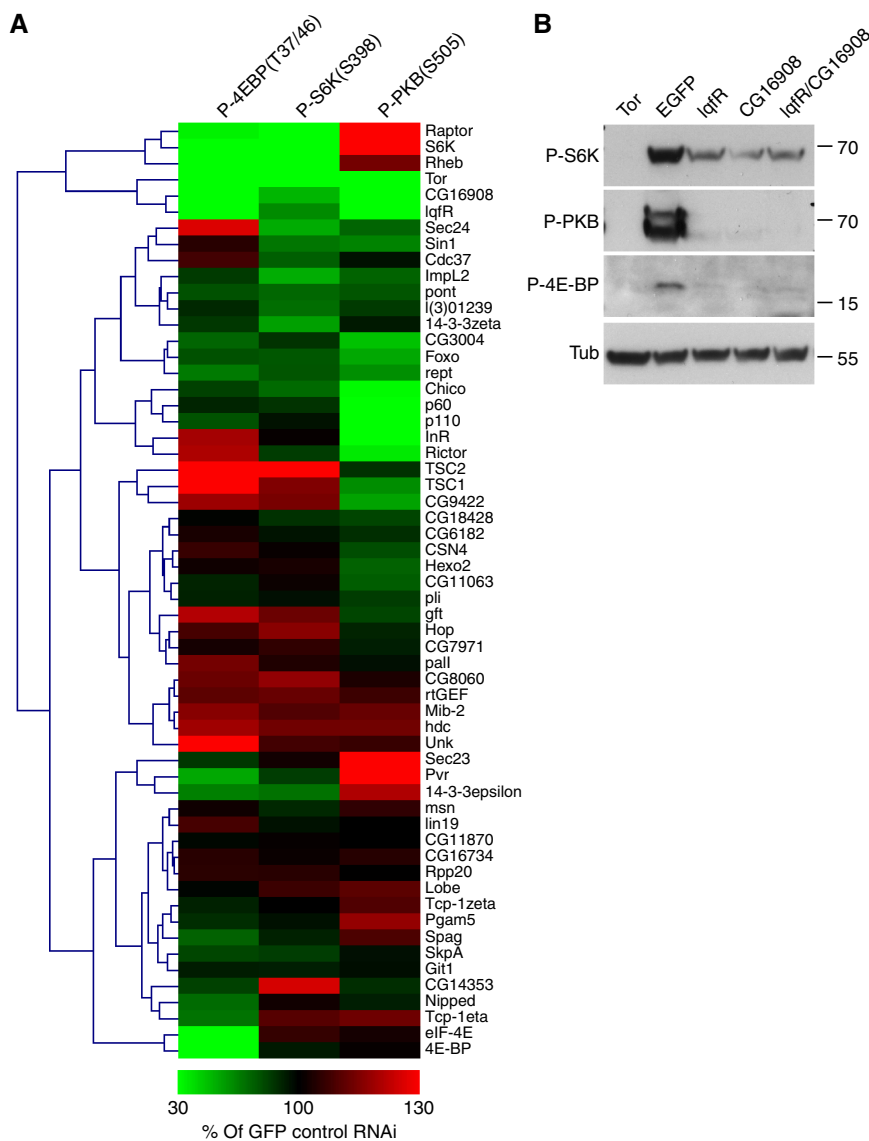 A
P-4EBP(T37/46)
P-S6K(S398)
P-PKB(S505)
Raptor
S6K
Rheb
Tor
CG16908
IqfR
Sec24
Sin1
Cdc37
ImpL2
pont
l(3)01239
14-3-3zeta
CG3004
Foxo
rept
Chico
p60
p110
InR
Rictor
TSC2
TSC1
CG9422
CG18428
CG6182
CSN4
Hexo2
CG11063
pli
gft
Hop
CG7971
pall
CG8060
rtGEF
Mib-2
hdc
Unk
Sec23
Pvr
14-3-3epsilon
msn
lin19
CG11870
CG16734
Rpp20
Lobe
Tcp-1zeta
Pgam5
Spag
SkpA
Git1
CG14353
Nipped
Tcp-1eta
eIF-4E
4E-BP
30 100 130
% Of GFP control RNAi
B
Tor
EGFP
IqfR
CG16908
IqfR/CG16908
P-S6K 70
P-PKB 70
P-4E-BP 15
Tub 55